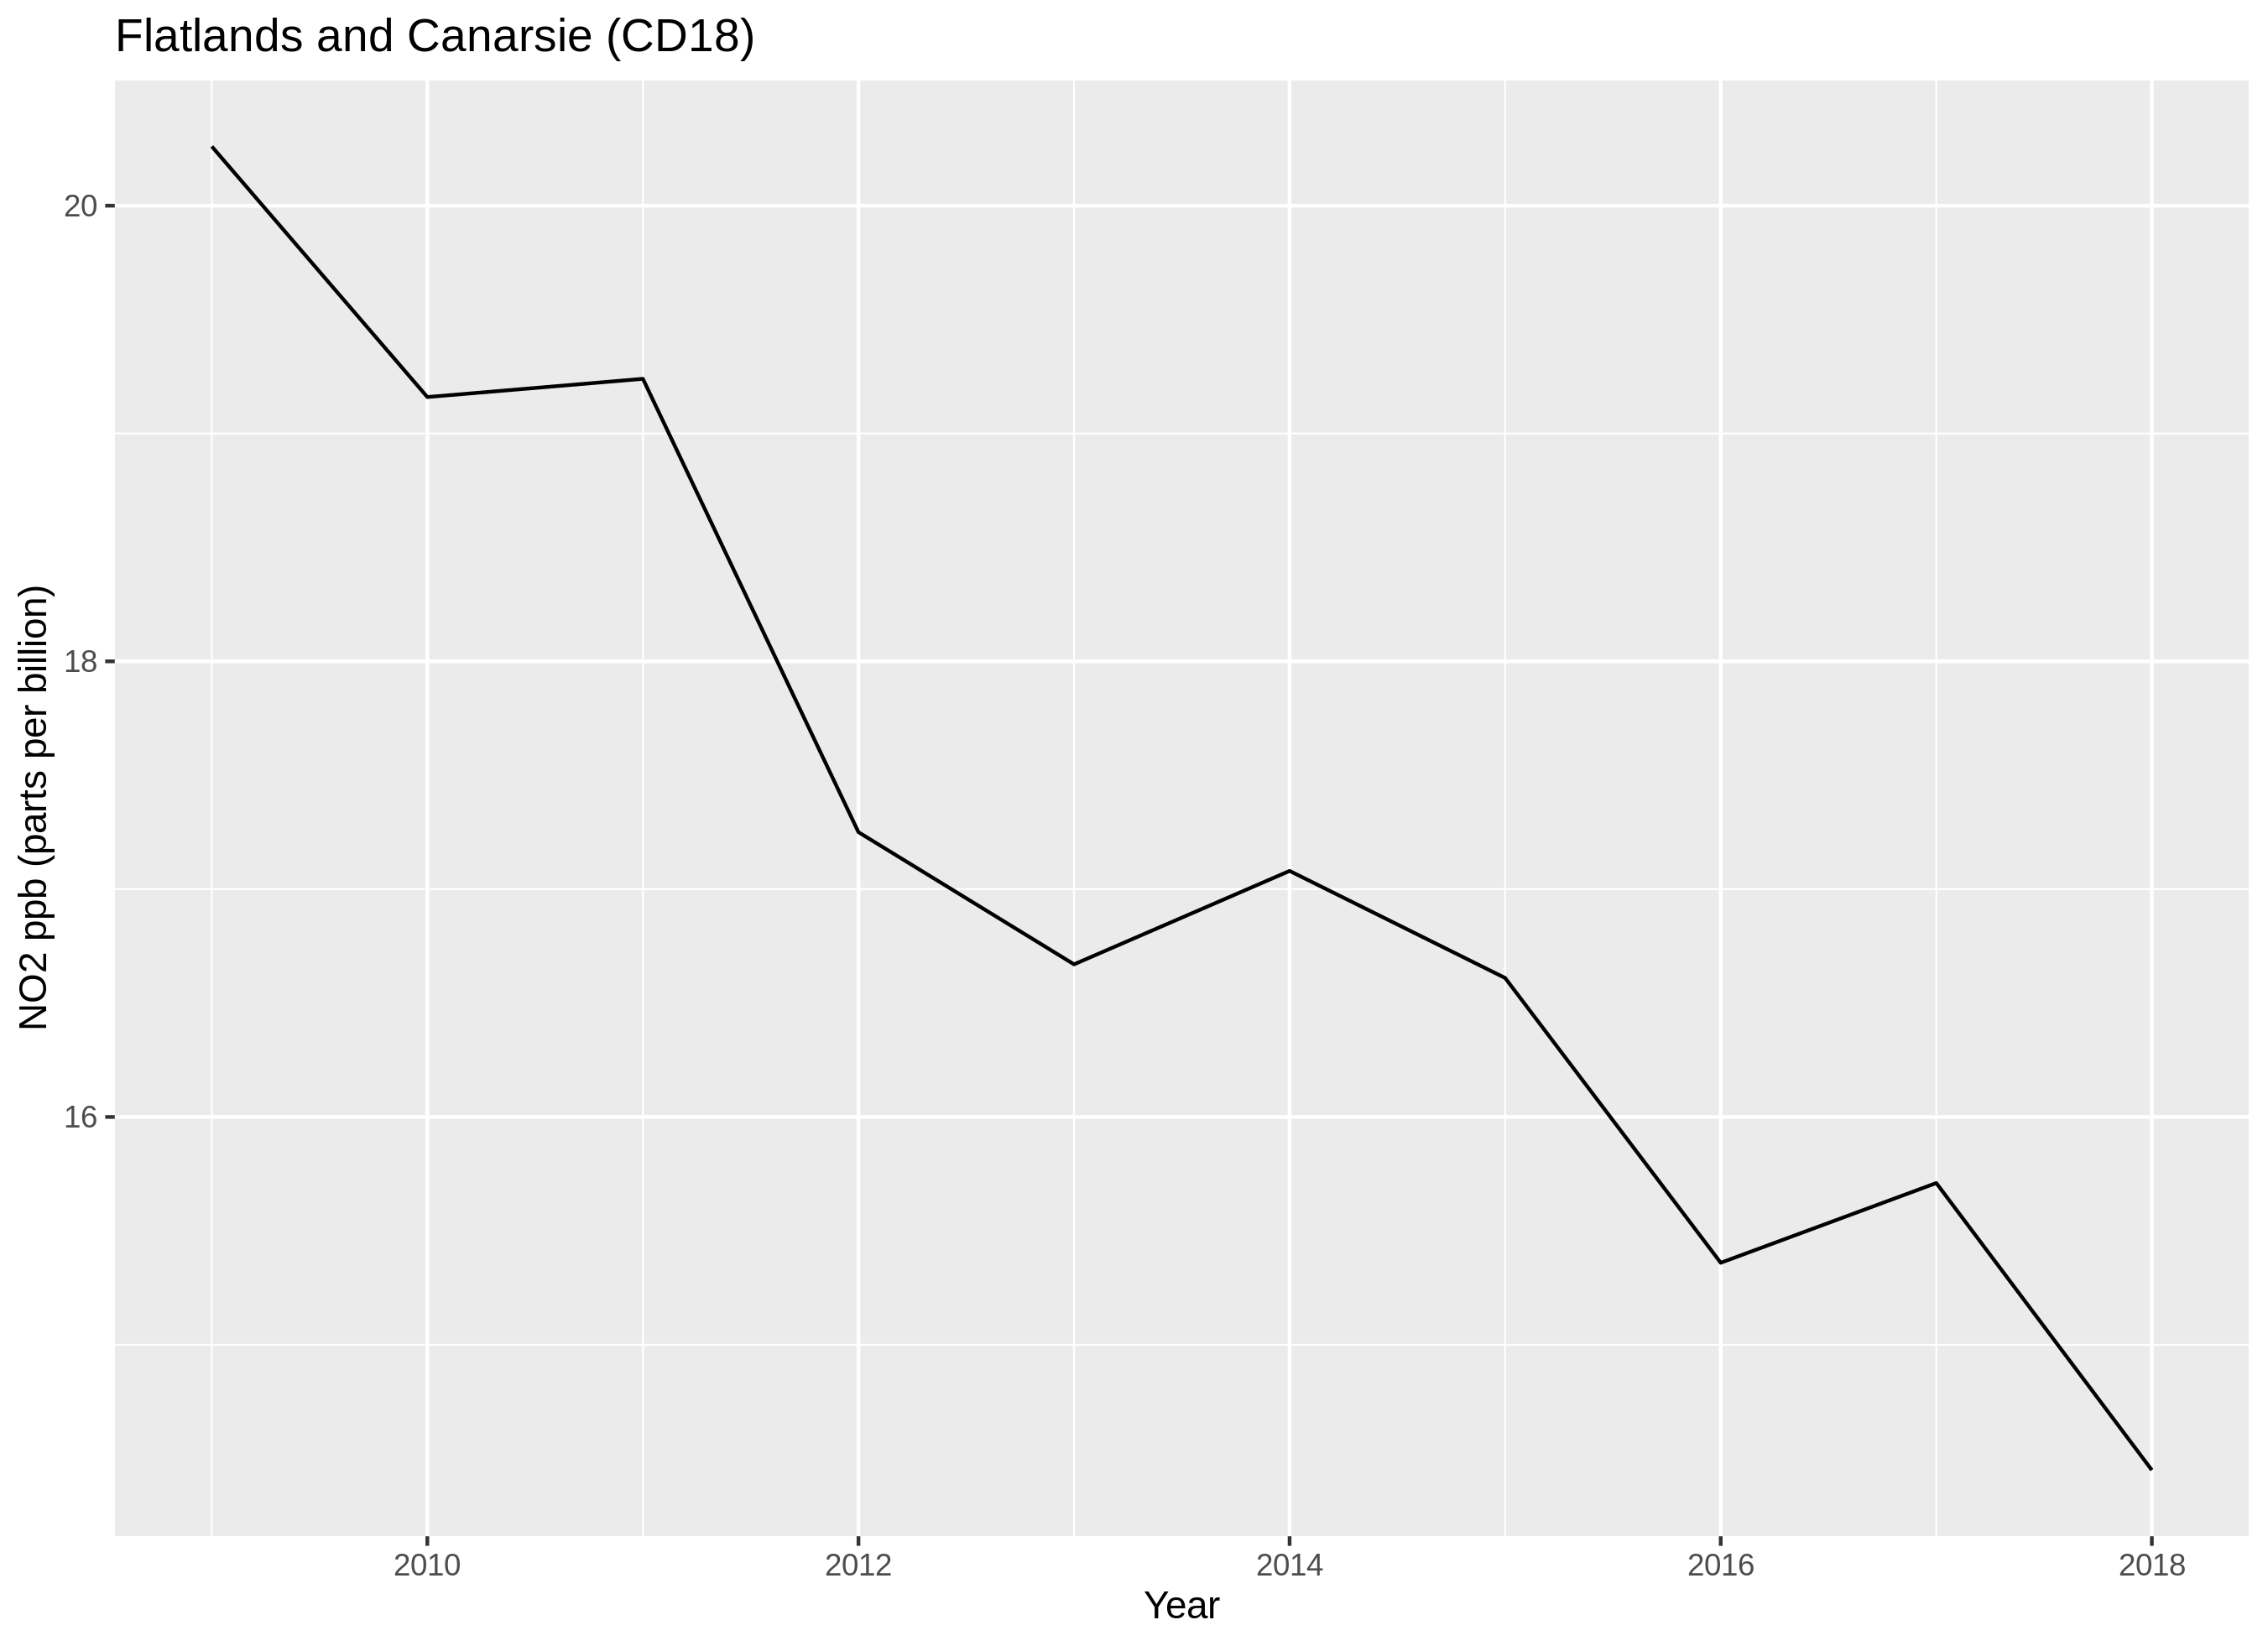 Flatlands and Canarsie (CD18)
NO2 ppb (parts per billion)
20
18
16
2010 2012 2014 2016 2018
Year